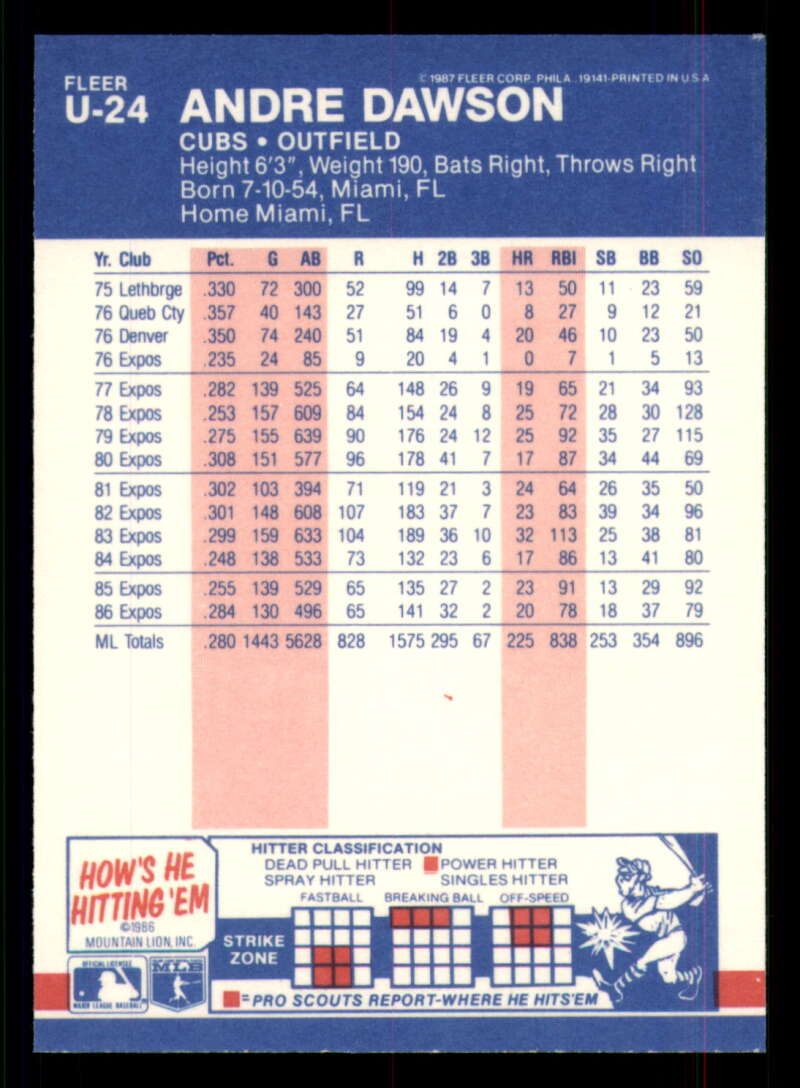 FLEER © 1987 FLEER CORP. PHILA. 19141-PRINTED IN U S A
U-24 ANDRE DAWSON
CUBS • OUTFIELD
Height 6'3", Weight 190, Bats Right, Throws Right
Born 7-10-54, Miami, FL
Home Miami, FL
Yr. Club Pct. G AB R H 2B 3B HR RBI SB BB SO
75 Lethbrge .330 72 300 52 99 14 7 13 50 11 23 59
76 Queb Cty .357 40 143 27 51 6 0 8 27 9 12 21
76 Denver .350 74 240 51 84 19 4 20 46 10 23 50
76 Expos .235 24 85 9 20 4 1 0 7 1 5 13
77 Expos .282 139 525 64 148 26 9 19 65 21 34 93
78 Expos .253 157 609 84 154 24 8 25 72 28 30 128
79 Expos .275 155 639 90 176 24 12 25 92 35 27 115
80 Expos .308 151 577 96 178 41 7 17 87 34 44 69
81 Expos .302 103 394 71 119 21 3 24 64 26 35 50
82 Expos .301 148 608 107 183 37 7 23 83 39 34 96
83 Expos .299 159 633 104 189 36 10 32 113 25 38 81
84 Expos .248 138 533 73 132 23 6 17 86 13 41 80
85 Expos .255 139 529 65 135 27 2 23 91 13 29 92
86 Expos .284 130 496 65 141 32 2 20 78 18 37 79
ML Totals .280 1443 5628 828 1575 295 67 225 838 253 354 896
HOW'S HE
HITTING 'EM
©1986
MOUNTAIN LION, INC.
HITTER CLASSIFICATION
DEAD PULL HITTER POWER HITTER
SPRAY HITTER SINGLES HITTER
FASTBALL BREAKING BALL OFF-SPEED
STRIKE
ZONE
=PRO SCOUTS REPORT-WHERE HE HITS'EM
OFFICIAL LICENSEE
MAJOR LEAGUE BASEBALL
MLB